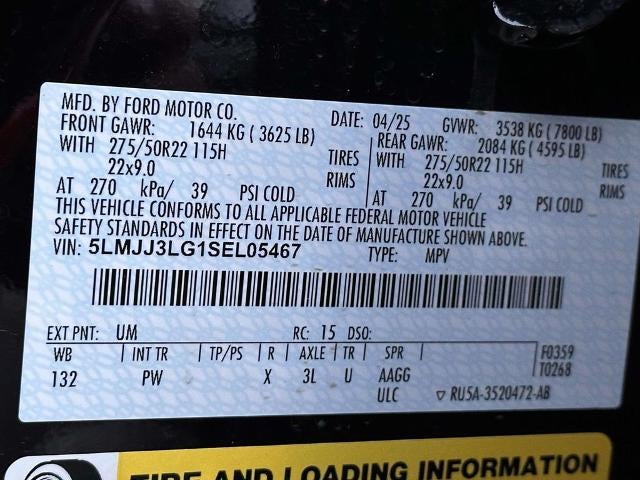 MFD. BY FORD MOTOR CO. DATE: 04/25 GVWR: 3538 KG ( 7800 LB)
FRONT GAWR: 1644 KG ( 3625 LB) REAR GAWR: 2084 KG ( 4595 LB)
WITH 275/50R22 115H TIRES WITH 275/50R22 115H TIRES
22x9.0 RIMS 22x9.0 RIMS
AT 270 kPa/ 39 PSI COLD AT 270 kPa/ 39 PSI COLD
THIS VEHICLE CONFORMS TO ALL APPLICABLE FEDERAL MOTOR VEHICLE
SAFETY STANDARDS IN EFFECT ON THE DATE OF MANUFACTURE SHOWN ABOVE.
VIN: 5LMJJ3LG1SEL05467 TYPE: MPV
EXT PNT: UM RC: 15 DSO:
WB INT TR TP/PS R AXLE TR SPR F0359
132 PW X 3L U AAGG T0268
ULC ▽ RU5A-3520472-AB
TIRE AND LOADING INFORMATION